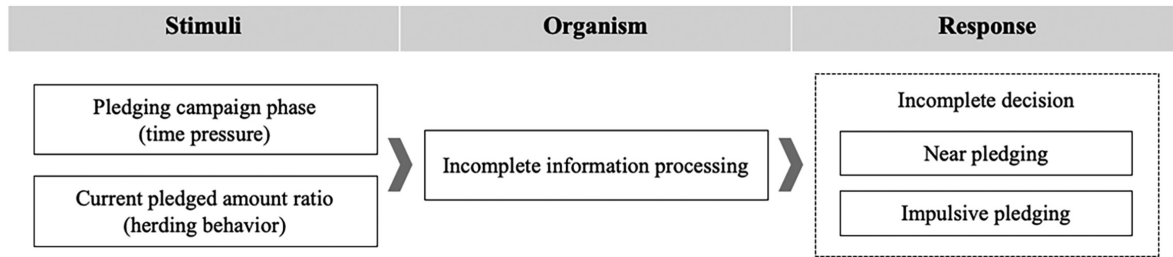 Stimuli
Organism
Response
Pledging campaign phase
(time pressure)
Current pledged amount ratio
(herding behavior)
Incomplete information processing
Incomplete decision
Near pledging
Impulsive pledging